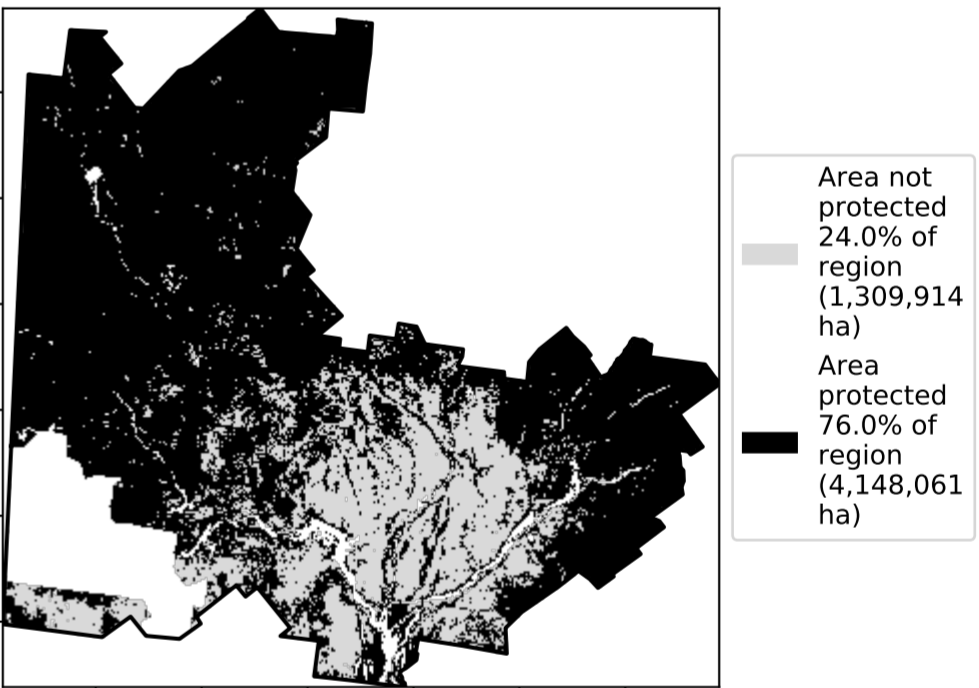 Area not
protected
24.0% of
region
(1,309,914
ha)
Area
protected
76.0% of
region
(4,148,061
ha)